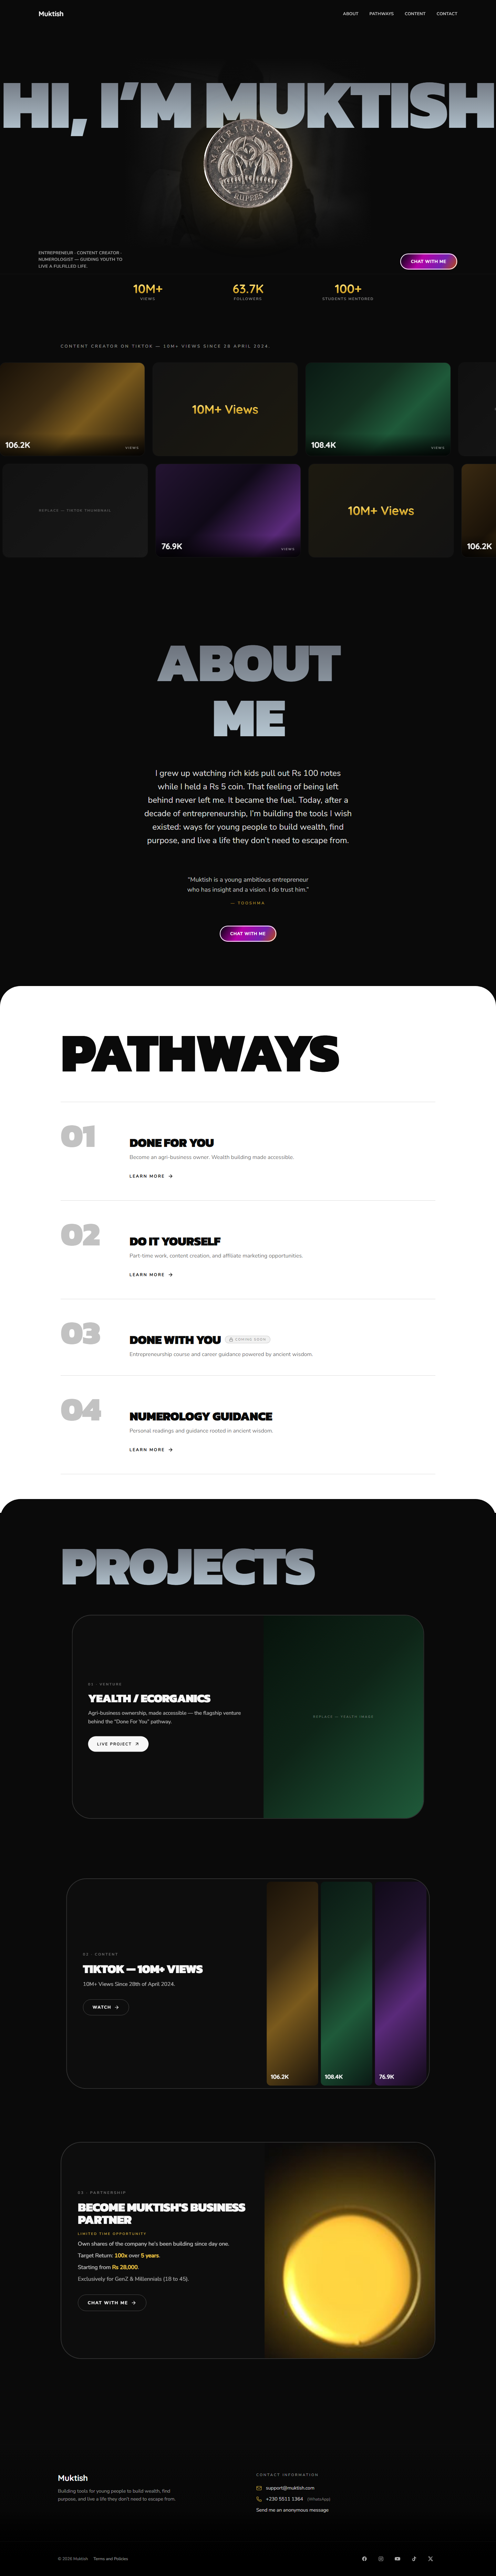 Muktish
ABOUT PATHWAYS CONTENT CONTACT
HI, I'M MUKTISH
MAURITIUS 1992
RUPEES
ENTREPRENEUR · CONTENT CREATOR ·
NUMEROLOGIST — GUIDING YOUTH TO
LIVE A FULFILLED LIFE.
CHAT WITH ME
10M+ 63.7K 100+
VIEWS FOLLOWERS STUDENTS MENTORED
CONTENT CREATOR ON TIKTOK — 10M+ VIEWS SINCE 28 APRIL 2024.
10M+ Views
106.2K VIEWS
108.4K VIEWS
REPLACE — TIKTOK THUMBNAIL
10M+ Views
76.9K VIEWS
106.2K
ABOUT
ME
I grew up watching rich kids pull out Rs 100 notes
while I held a Rs 5 coin. That feeling of being left
behind never left me. It became the fuel. Today, after a
decade of entrepreneurship, I'm building the tools I wish
existed: ways for young people to build wealth, find
purpose, and a life they don't need to escape from.
"Muktish is a young ambitious entrepreneur
who has insight and a vision. I do trust him."
— TOOSHMA
CHAT WITH ME
PATHWAYS
01
DONE FOR YOU
Become an agri-business owner. Wealth building made accessible.
LEARN MORE →
02
DO IT YOURSELF
Part-time work, content creation, and affiliate marketing opportunities.
LEARN MORE →
03
DONE WITH YOU COMING SOON
Entrepreneurship course and career guidance powered by ancient wisdom.
04
NUMEROLOGY GUIDANCE
Personal readings and guidance rooted in ancient wisdom.
LEARN MORE →
PROJECTS
01 · VENTURE
YEALTH / ECORGANICS
Agri-business ownership, made accessible — the flagship venture
behind the "Done For You" pathway.
LIVE PROJECT ↗
REPLACE — YEALTH IMAGE
02 · CONTENT
TIKTOK — 10M+ VIEWS
10M+ Views Since 28th of April 2024.
WATCH →
106.2K 108.4K 76.9K
03 · PARTNERSHIP
BECOME MUKTISH'S BUSINESS
PARTNER
LIMITED TIME OPPORTUNITY
Own shares of the company he's been building since day one.
Target Return: 100x over 5 years.
Starting from Rs 28,000.
Exclusively for GenZ & Millennials (18 to 45).
CHAT WITH ME →
Muktish
Building tools for young people to build wealth, find
purpose, and a life they don't need to escape from.
CONTACT INFORMATION
support@muktish.com
+230 5511 1364 (WhatsApp)
Send me an anonymous message
© 2026 Muktish Terms and Policies